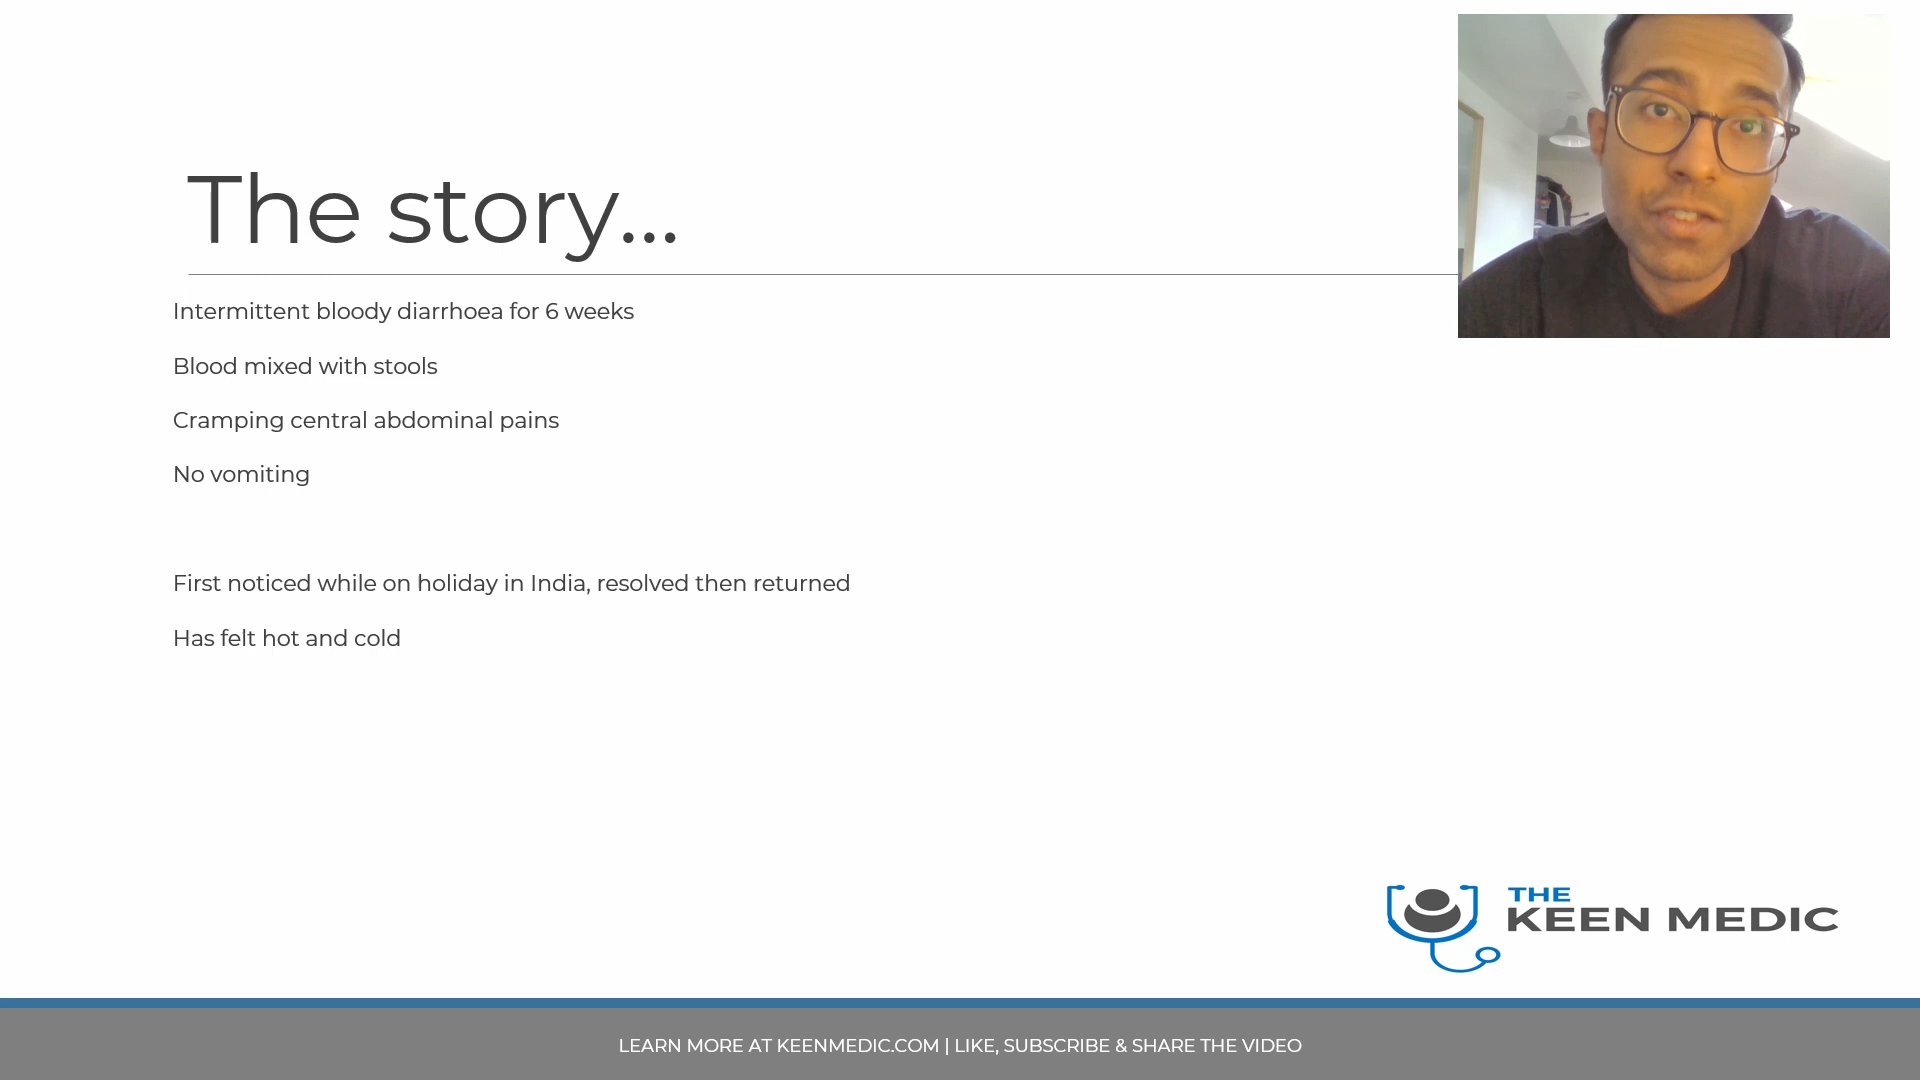 The story...
Intermittent bloody diarrhoea for 6 weeks
Blood mixed with stools
Cramping central abdominal pains
No vomiting
First noticed while on holiday in India, resolved then returned
Has felt hot and cold
THE
KEEN MEDIC
LEARN MORE AT KEENMEDIC.COM | LIKE, SUBSCRIBE & SHARE THE VIDEO